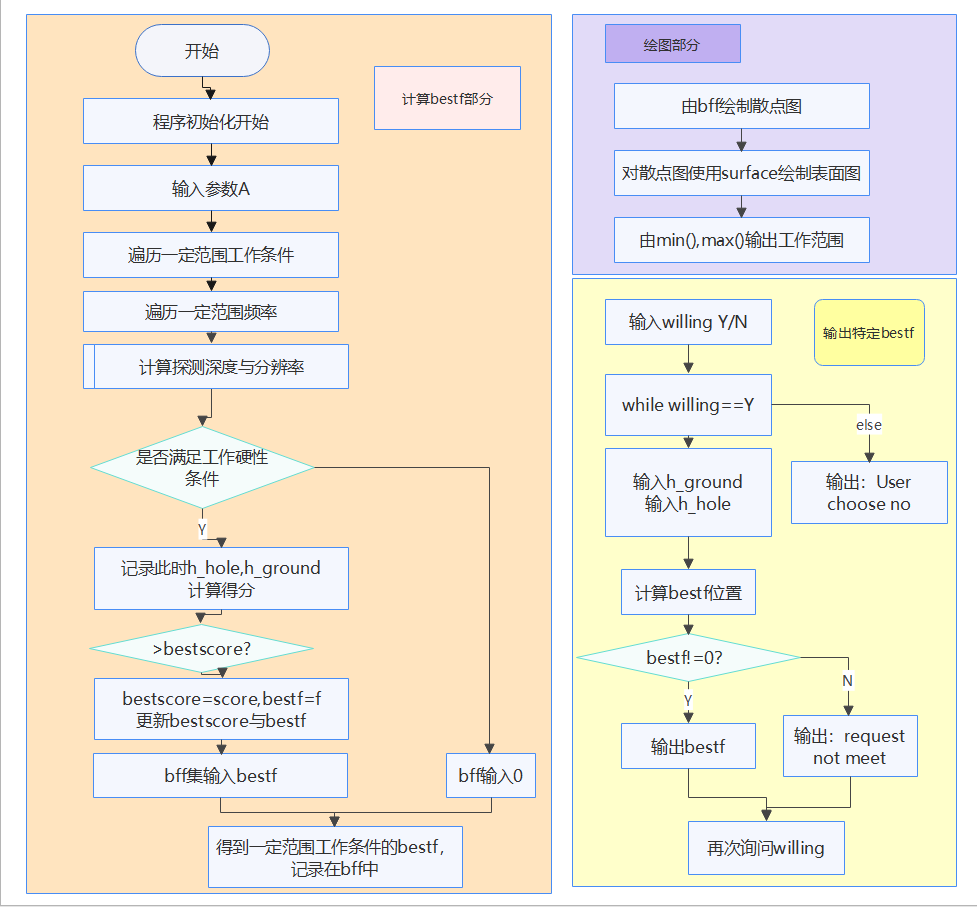 开始
计算bestf部分
程序初始化开始
输入参数A
遍历一定范围工作条件
遍历一定范围频率
计算探测深度与分辨率
是否满足工作硬性
条件
Y
记录此时h_hole,h_ground
计算得分
>bestscore?
bestscore=score,bestf=f
更新bestscore与bestf
bff集输入bestf
bff输入0
得到一定范围工作条件的bestf，
记录在bff中
绘图部分
由bff绘制散点图
对散点图使用surface绘制表面图
由min(),max()输出工作范围
输入willing Y/N
输出特定bestf
while willing==Y
else
输入h_ground
输入h_hole
输出：User
choose no
计算bestf位置
bestf!=0?
N
Y
输出bestf
输出：request
not meet
再次询问willing